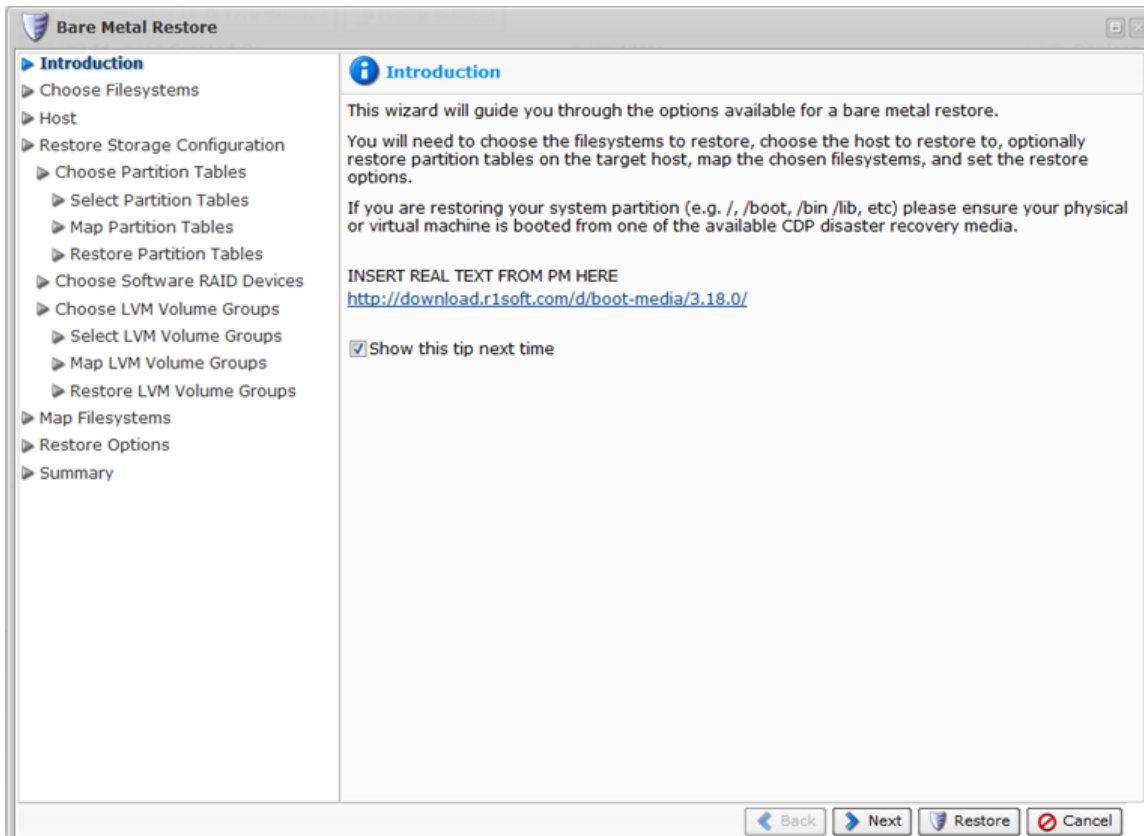 Bare Metal Restore
Introduction
Choose Filesystems
Host
Restore Storage Configuration
Choose Partition Tables
Select Partition Tables
Map Partition Tables
Restore Partition Tables
Choose Software RAID Devices
Choose LVM Volume Groups
Select LVM Volume Groups
Map LVM Volume Groups
Restore LVM Volume Groups
Map Filesystems
Restore Options
Summary
Introduction
This wizard will guide you through the options available for a bare metal restore.
You will need to choose the filesystems to restore, choose the host to restore to, optionally
restore partition tables on the target host, map the chosen filesystems, and set the restore
options.
If you are restoring your system partition (e.g. /, /boot, /bin /lib, etc) please ensure your physical
or virtual machine is booted from one of the available CDP disaster recovery media.
INSERT REAL TEXT FROM PM HERE
http://download.r1soft.com/d/boot-media/3.18.0/
Show this tip next time
Back Next Restore Cancel